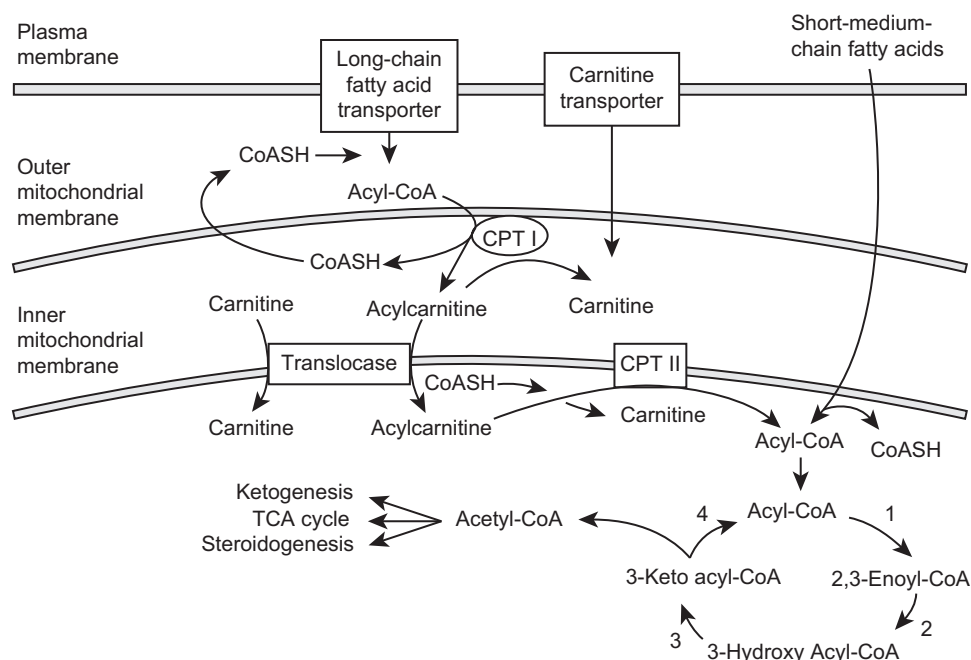 Plasma
membrane
Long-chain
fatty acid
transporter
Carnitine
transporter
Short-medium-
chain fatty acids
CoASH
Outer
mitochondrial
membrane
Acyl-CoA
CPT I
CoASH
Carnitine
Acylcarnitine
Carnitine
Inner
mitochondrial
membrane
Translocase
CPT II
CoASH
Carnitine
Acylcarnitine
Carnitine
Acyl-CoA
CoASH
Ketogenesis
TCA cycle
Steroidogenesis
Acetyl-CoA
4
Acyl-CoA
1
3-Keto acyl-CoA
2,3-Enoyl-CoA
2
3
3-Hydroxy Acyl-CoA